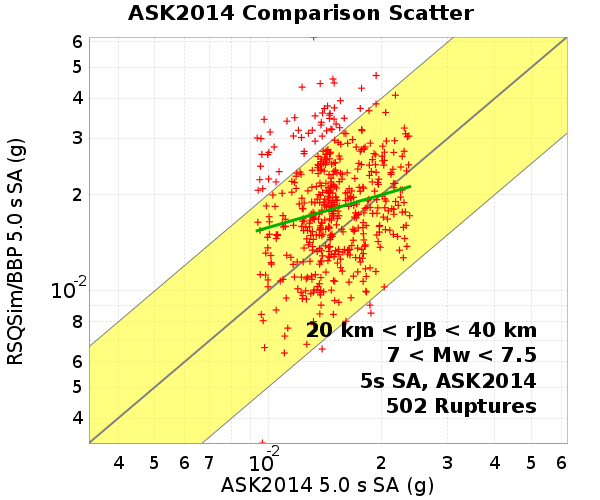 ASK2014 Comparison Scatter
RSQSim/BBP 5.0 s SA (g)
6
5
4
3
2
10-2
8
6
5
4
20 km < rJB < 40 km
7 < Mw < 7.5
5s SA, ASK2014
502 Ruptures
4 5 6 7 10-2 2 3 4 5 6
ASK2014 5.0 s SA (g)